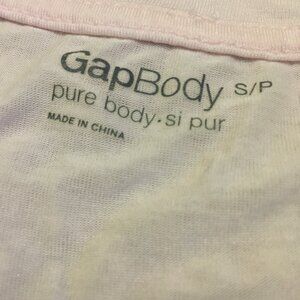 GapBody S/P
pure body•si pur
MADE IN CHINA